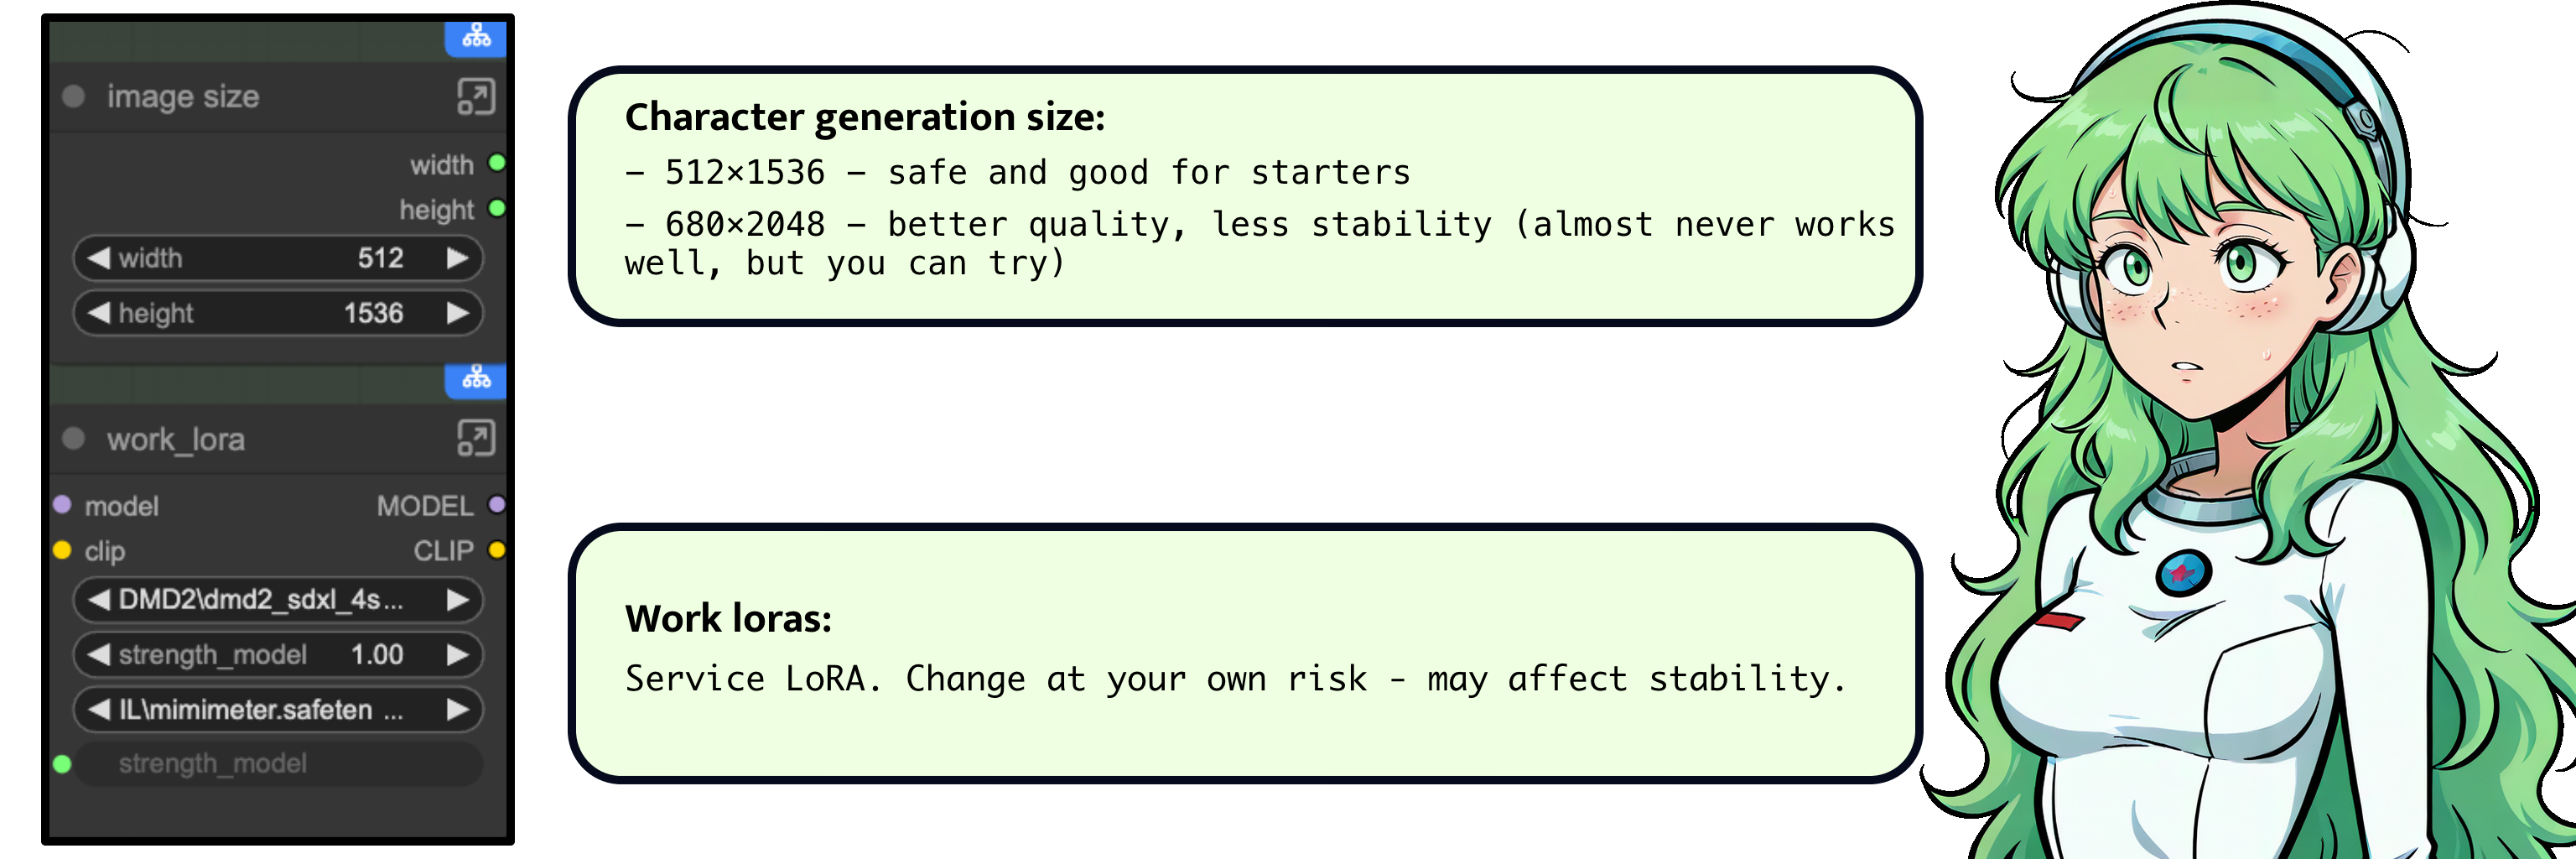 image size
width
height
width 512
height 1536
work_lora
model MODEL
clip CLIP
DMD2\dmd2_sdxl_4s...
strength_model 1.00
IL\mimimeter.safeten ...
strength_model
Character generation size:
– 512×1536 – safe and good for starters
– 680×2048 – better quality, less stability (almost never works
well, but you can try)
Work loras:
Service LoRA. Change at your own risk - may affect stability.